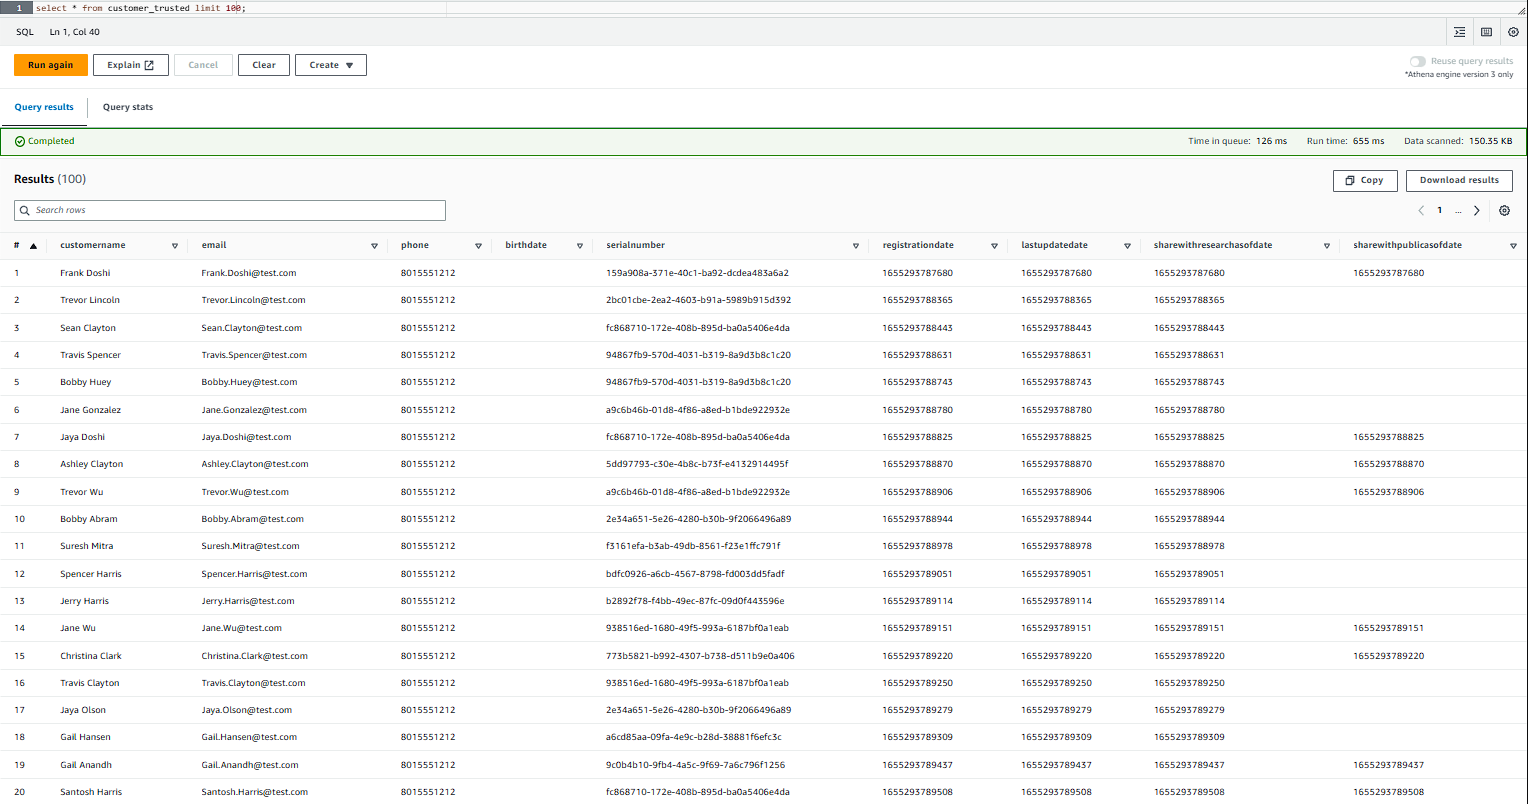 1 select * from customer_trusted limit 100;
SQL Ln 1, Col 40
Run again Explain Cancel Clear Create Reuse query results
*Athena engine version 3 only
Query results Query stats
Completed Time in queue: 126 ms Run time: 655 ms Data scanned: 150.35 KB
Results (100) Copy Download results
Search rows 1 ...
# customername email phone birthdate serialnumber registrationdate lastupdatedate sharewithresearchasofdate sharewithpublicasofdate
1 Frank Doshi Frank.Doshi@test.com 8015551212 159a908a-371e-40c1-ba92-dcdea483a6a2 1655293787680 1655293787680 1655293787680 1655293787680
2 Trevor Lincoln Trevor.Lincoln@test.com 8015551212 2bc01cbe-2ea2-4603-b91a-5989b915d392 1655293788365 1655293788365 1655293788365
3 Sean Clayton Sean.Clayton@test.com 8015551212 fc868710-172e-408b-895d-ba0a5406e4da 1655293788443 1655293788443 1655293788443
4 Travis Spencer Travis.Spencer@test.com 8015551212 94867fb9-570d-4031-b319-8a9d3b8c1c20 1655293788631 1655293788631 1655293788631
5 Bobby Huey Bobby.Huey@test.com 8015551212 94867fb9-570d-4031-b319-8a9d3b8c1c20 1655293788743 1655293788743 1655293788743
6 Jane Gonzalez Jane.Gonzalez@test.com 8015551212 a9c6b46b-01d8-4f86-a8ed-b1bde922932e 1655293788780 1655293788780 1655293788780
7 Jaya Doshi Jaya.Doshi@test.com 8015551212 fc868710-172e-408b-895d-ba0a5406e4da 1655293788825 1655293788825 1655293788825 1655293788825
8 Ashley Clayton Ashley.Clayton@test.com 8015551212 5dd97793-c30e-4b8c-b73f-e4132914495f 1655293788870 1655293788870 1655293788870 1655293788870
9 Trevor Wu Trevor.Wu@test.com 8015551212 a9c6b46b-01d8-4f86-a8ed-b1bde922932e 1655293788906 1655293788906 1655293788906 1655293788906
10 Bobby Abram Bobby.Abram@test.com 8015551212 2e34a651-5e26-4280-b30b-9f2066496a89 1655293788944 1655293788944 1655293788944
11 Suresh Mitra Suresh.Mitra@test.com 8015551212 f3161efa-b3ab-49db-8561-f23e1ffc791f 1655293788978 1655293788978 1655293788978
12 Spencer Harris Spencer.Harris@test.com 8015551212 bdfc0926-a6cb-4567-8798-fd003dd5fadf 1655293789051 1655293789051 1655293789051
13 Jerry Harris Jerry.Harris@test.com 8015551212 b2892f78-f4bb-49ec-87fc-09d0f443596e 1655293789114 1655293789114 1655293789114
14 Jane Wu Jane.Wu@test.com 8015551212 938516ed-1680-49f5-993a-6187bf0a1eab 1655293789151 1655293789151 1655293789151 1655293789151
15 Christina Clark Christina.Clark@test.com 8015551212 773b5821-b992-4307-b738-d511b9e0a406 1655293789220 1655293789220 1655293789220 1655293789220
16 Travis Clayton Travis.Clayton@test.com 8015551212 938516ed-1680-49f5-993a-6187bf0a1eab 1655293789250 1655293789250 1655293789250
17 Jaya Olson Jaya.Olson@test.com 8015551212 2e34a651-5e26-4280-b30b-9f2066496a89 1655293789279 1655293789279 1655293789279
18 Gail Hansen Gail.Hansen@test.com 8015551212 a6cd85aa-09fa-4e9c-b28d-38881f6efc3c 1655293789309 1655293789309 1655293789309
19 Gail Anandh Gail.Anandh@test.com 8015551212 9c0b4b10-9fb4-4a5c-9f69-7a6c796f1256 1655293789437 1655293789437 1655293789437 1655293789437
20 Santosh Harris Santosh.Harris@test.com 8015551212 fc868710-172e-408b-895d-ba0a5406e4da 1655293789508 1655293789508 1655293789508 1655293789508